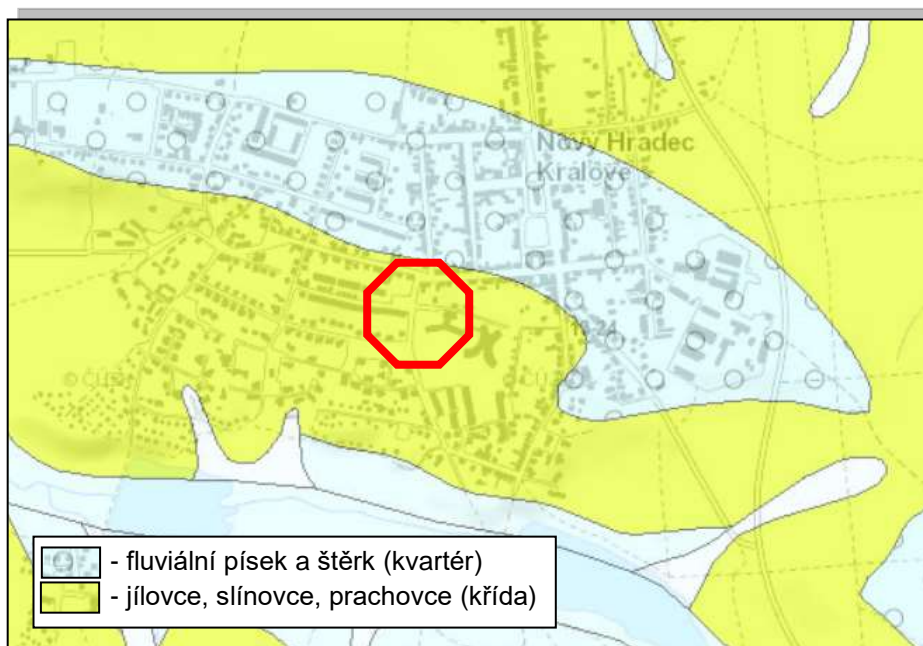 Nový Hradec
Králové
- fluviální písek a štěrk (kvartér)
- jílovce, slínovce, prachovce (křída)